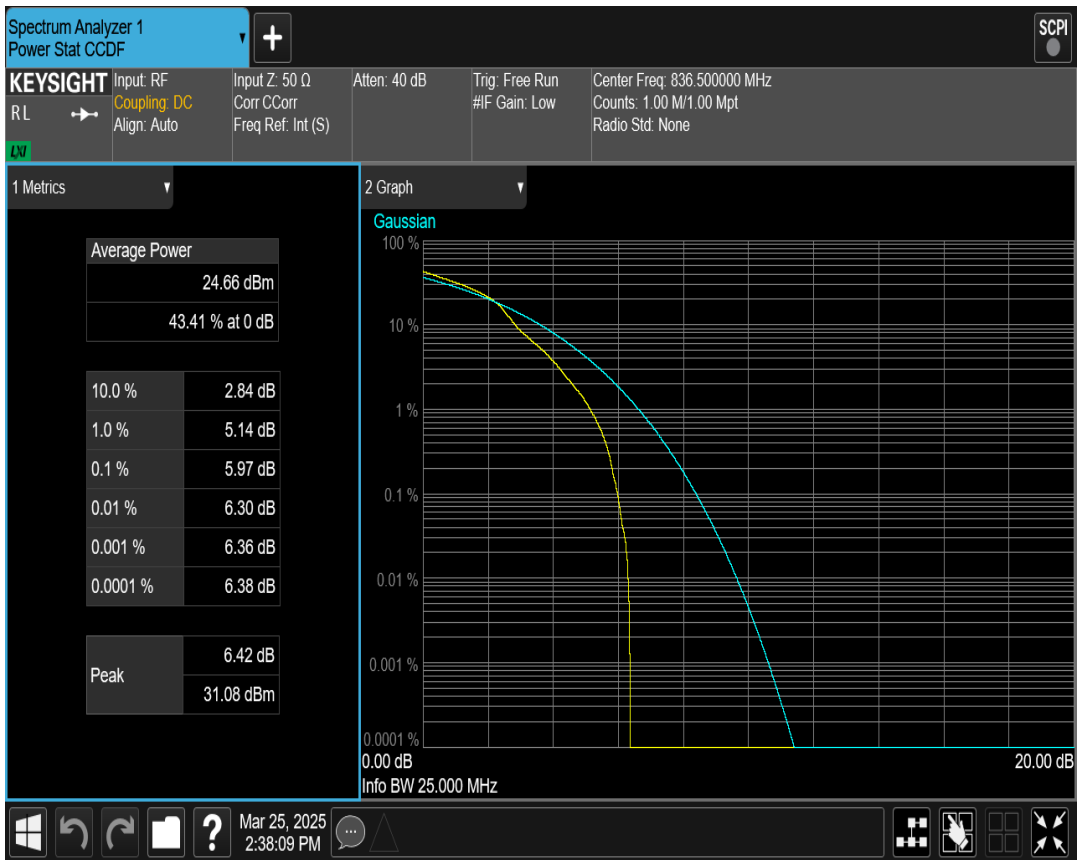 Spectrum Analyzer 1
Power Stat CCDF
SCPI
KEYSIGHT
RL
LXI
Input: RF
Coupling: DC
Align: Auto
Input Z: 50 Ω
Corr CCorr
Freq Ref: Int (S)
Atten: 40 dB
Trig: Free Run
#IF Gain: Low
Center Freq: 836.500000 MHz
Counts: 1.00 M/1.00 Mpt
Radio Std: None
1 Metrics
Average Power
24.66 dBm
43.41 % at 0 dB
10.0 % 2.84 dB
1.0 % 5.14 dB
0.1 % 5.97 dB
0.01 % 6.30 dB
0.001 % 6.36 dB
0.0001 % 6.38 dB
Peak
6.42 dB
31.08 dBm
2 Graph
Gaussian
100 %
10 %
1 %
0.1 %
0.01 %
0.001 %
0.0001 %
0.00 dB
20.00 dB
Info BW 25.000 MHz
?
Mar 25, 2025
2:38:09 PM